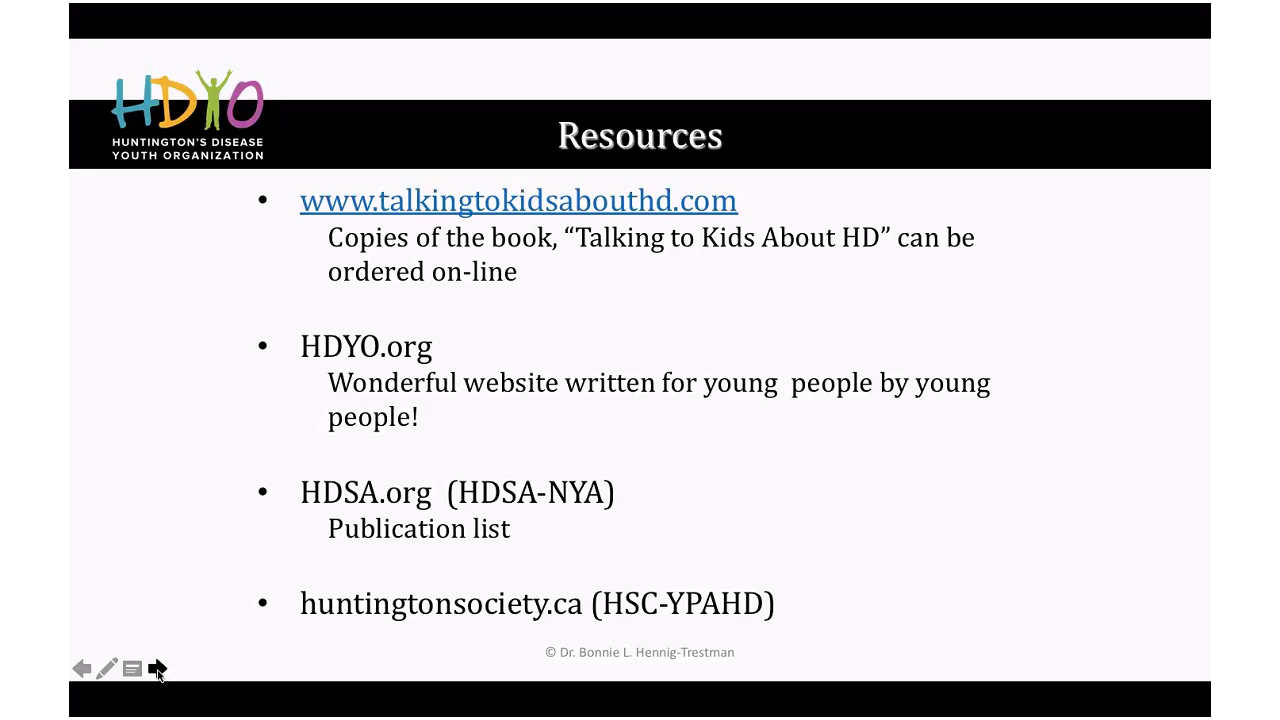 HDYO
HUNTINGTON'S DISEASE
YOUTH ORGANIZATION
Resources
• www.talkingtokidsabouthd.com
Copies of the book, “Talking to Kids About HD” can be
ordered on-line
• HDYO.org
Wonderful website written for young  people by young
people!
• HDSA.org  (HDSA-NYA)
Publication list
• huntingtonsociety.ca (HSC-YPAHD)
© Dr. Bonnie L. Hennig-Trestman